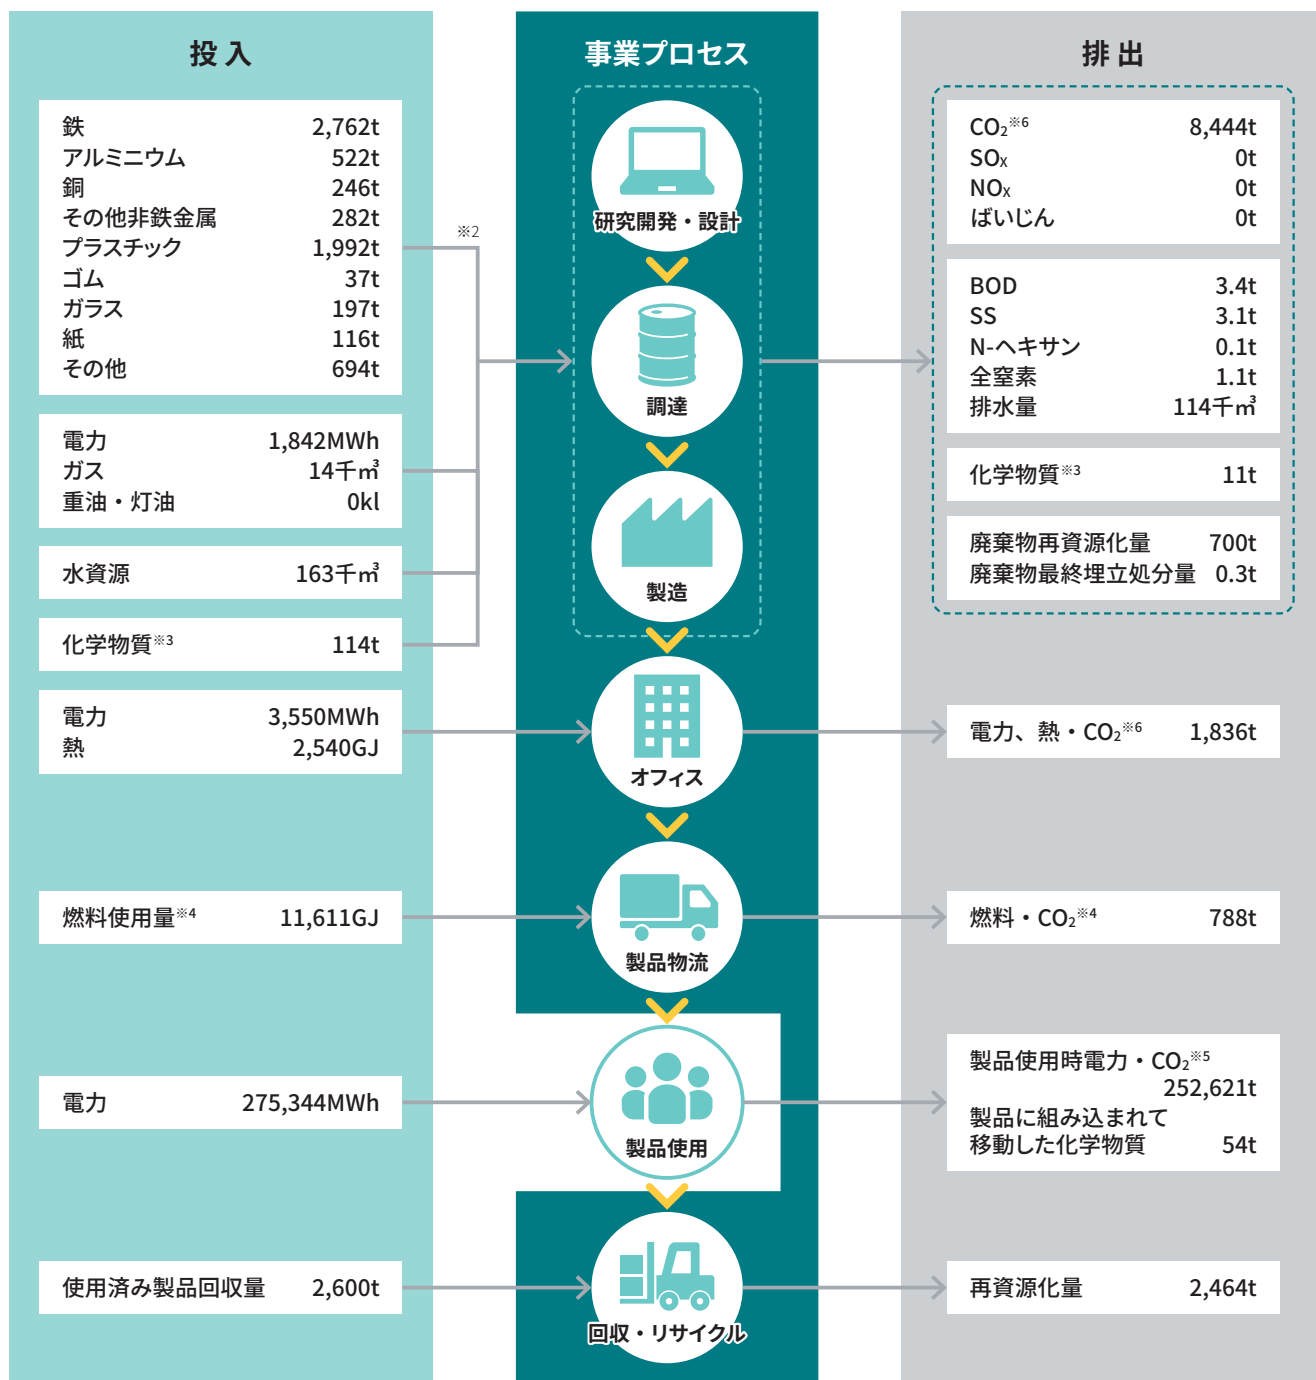 投入
鉄 2,762t
アルミニウム 522t
銅 246t
その他非鉄金属 282t
プラスチック 1,992t
ゴム 37t
ガラス 197t
紙 116t
その他 694t
※2
電力 1,842MWh
ガス 14千㎥
重油・灯油 0kl
水資源 163千㎥
化学物質※3 114t
電力 3,550MWh
熱 2,540GJ
燃料使用量※4 11,611GJ
電力 275,344MWh
使用済み製品回収量 2,600t
事業プロセス
研究開発・設計
調達
製造
オフィス
製品物流
製品使用
回収・リサイクル
排出
CO₂※6 8,444t
SOx 0t
NOx 0t
ばいじん 0t
BOD 3.4t
SS 3.1t
N-ヘキサン 0.1t
全窒素 1.1t
排水量 114千㎥
化学物質※3 11t
廃棄物再資源化量 700t
廃棄物最終埋立処分量 0.3t
電力、熱・CO₂※6 1,836t
燃料・CO₂※4 788t
製品使用時電力・CO₂※5
252,621t
製品に組み込まれて
移動した化学物質 54t
再資源化量 2,464t